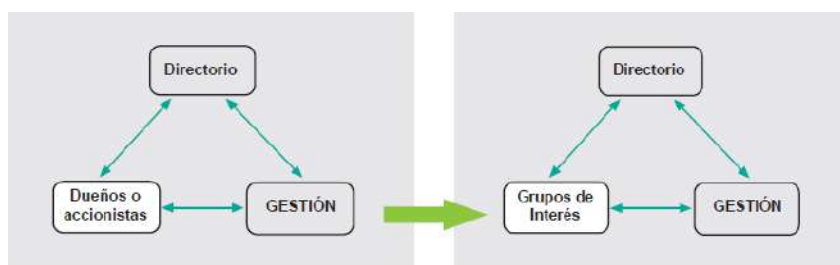 Directorio
Dueños o
accionistas
GESTIÓN
Directorio
Grupos de
Interés
GESTIÓN